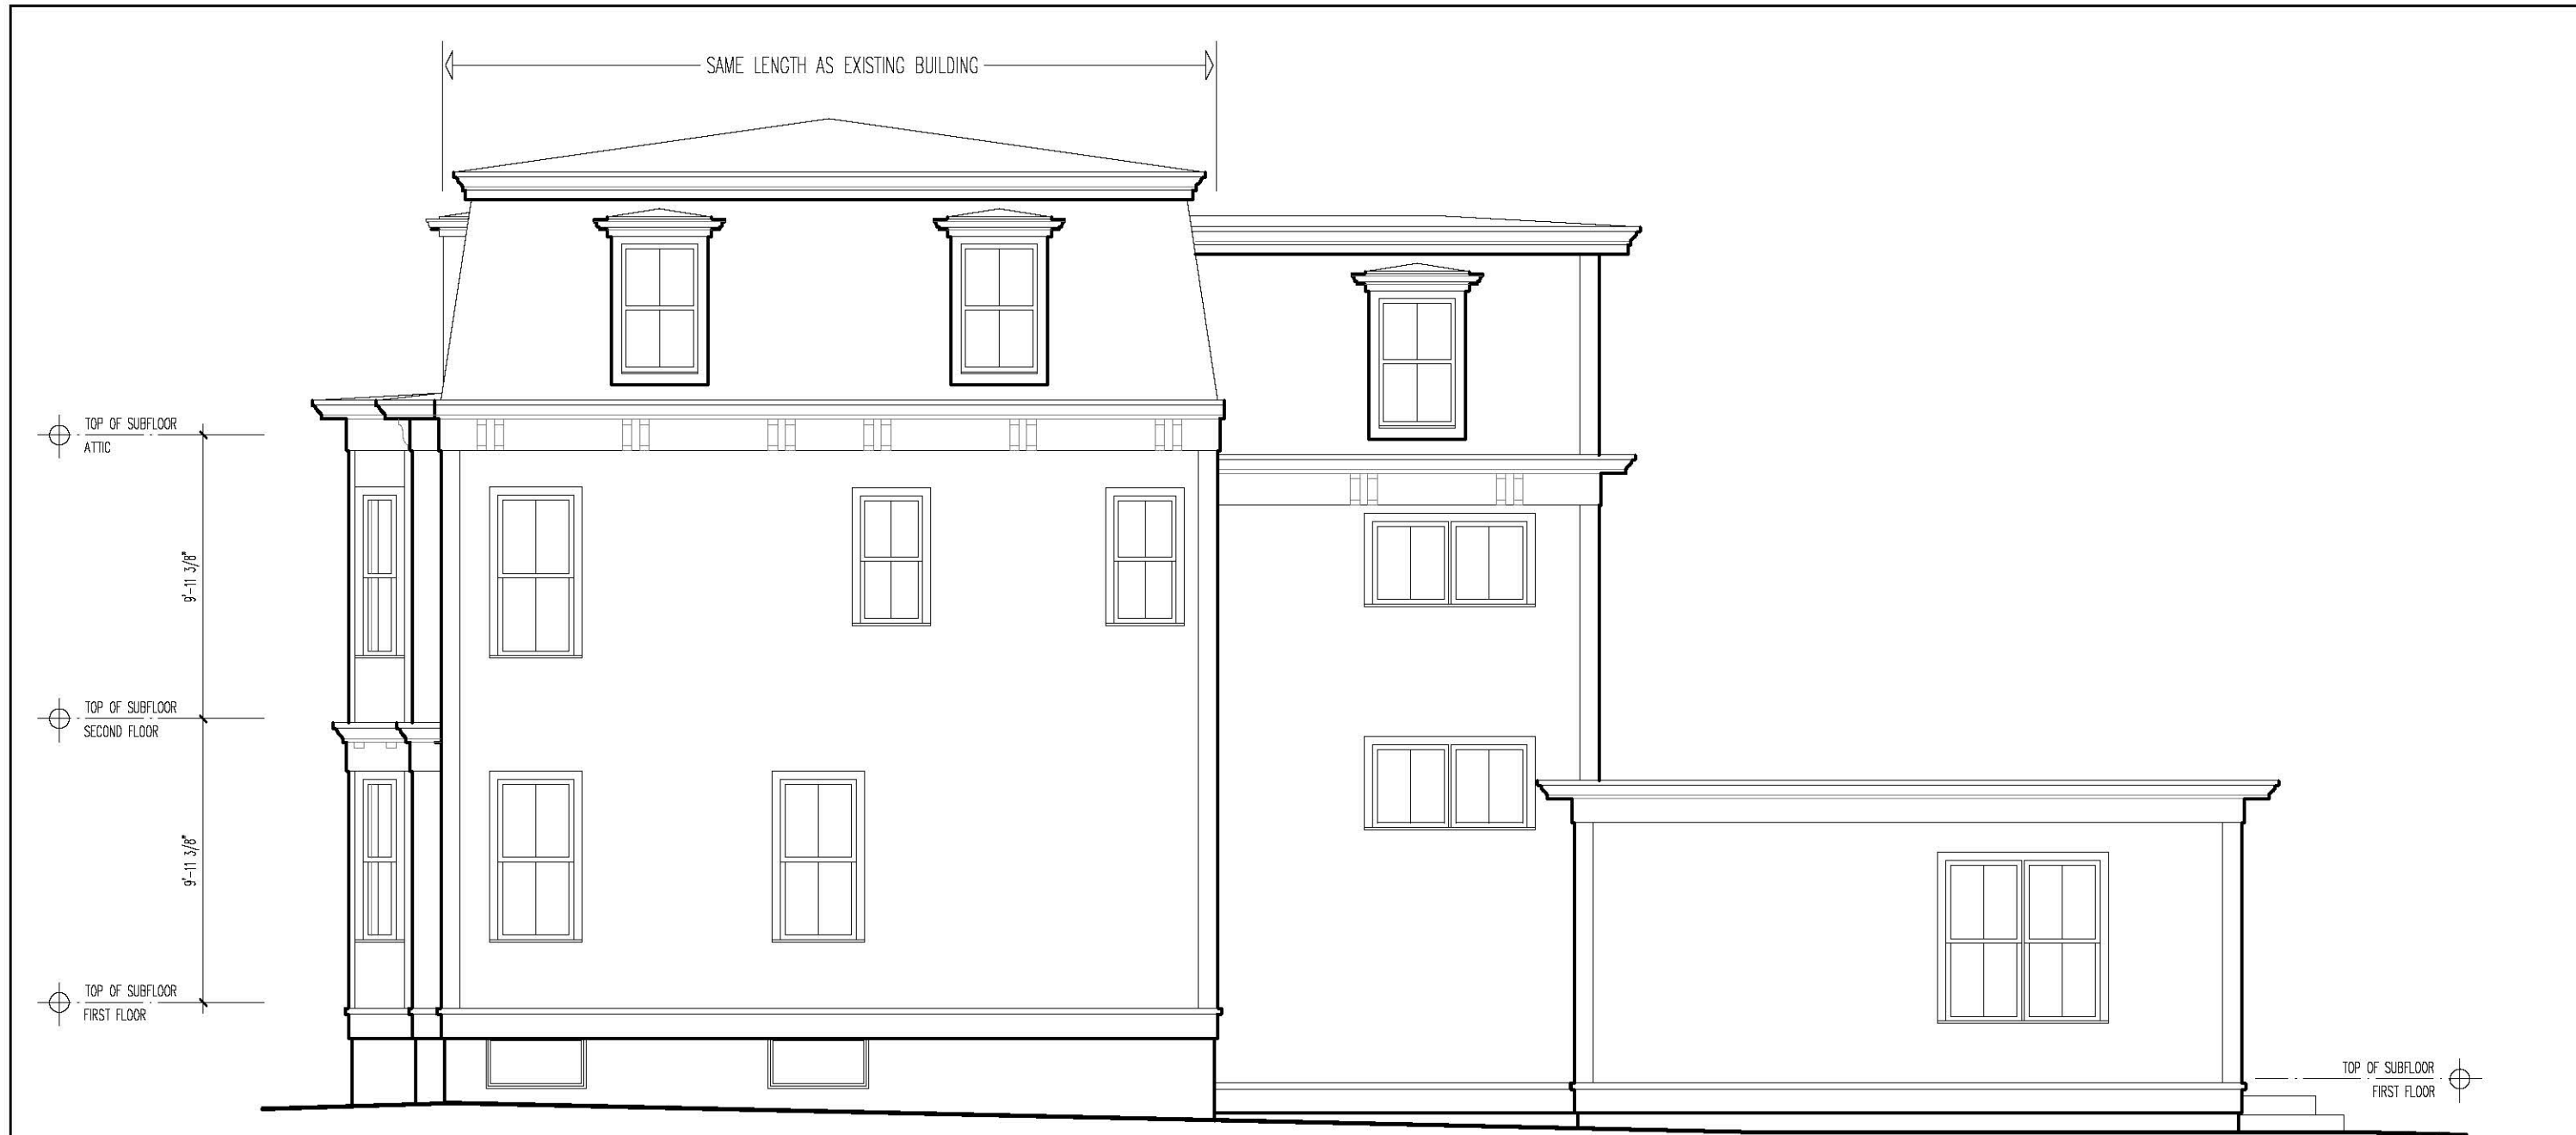 SAME LENGTH AS EXISTING BUILDING
TOP OF SUBFLOOR
ATTIC
9'-11 3/8"
TOP OF SUBFLOOR
SECOND FLOOR
9'-11 3/8"
TOP OF SUBFLOOR
FIRST FLOOR
TOP OF SUBFLOOR
FIRST FLOOR